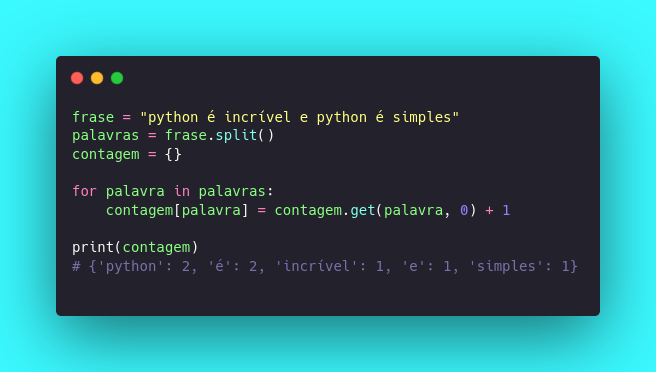 frase = "python é incrível e python é simples"
palavras = frase.split()
contagem = {}

for palavra in palavras:
    contagem[palavra] = contagem.get(palavra, 0) + 1

print(contagem)
# {'python': 2, 'é': 2, 'incrível': 1, 'e': 1, 'simples': 1}